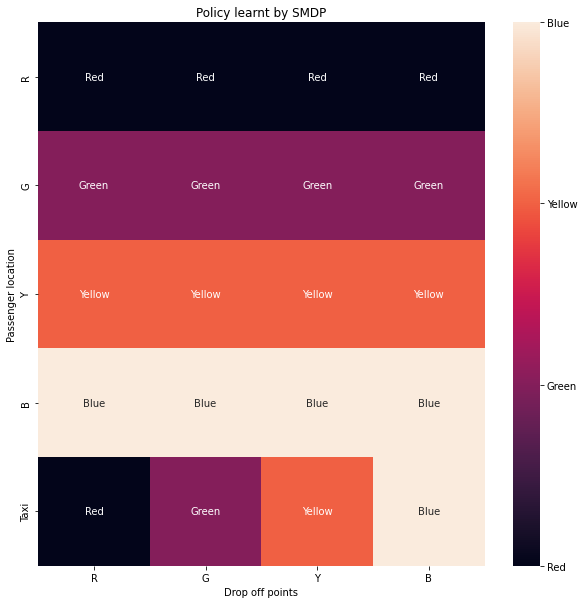 Policy learnt by SMDP
R Red Red Red Red
G Green Green Green Green
Y Yellow Yellow Yellow Yellow
B Blue Blue Blue Blue
Taxi Red Green Yellow Blue
R G Y B
Drop off points
Passenger location
Blue
Yellow
Green
Red